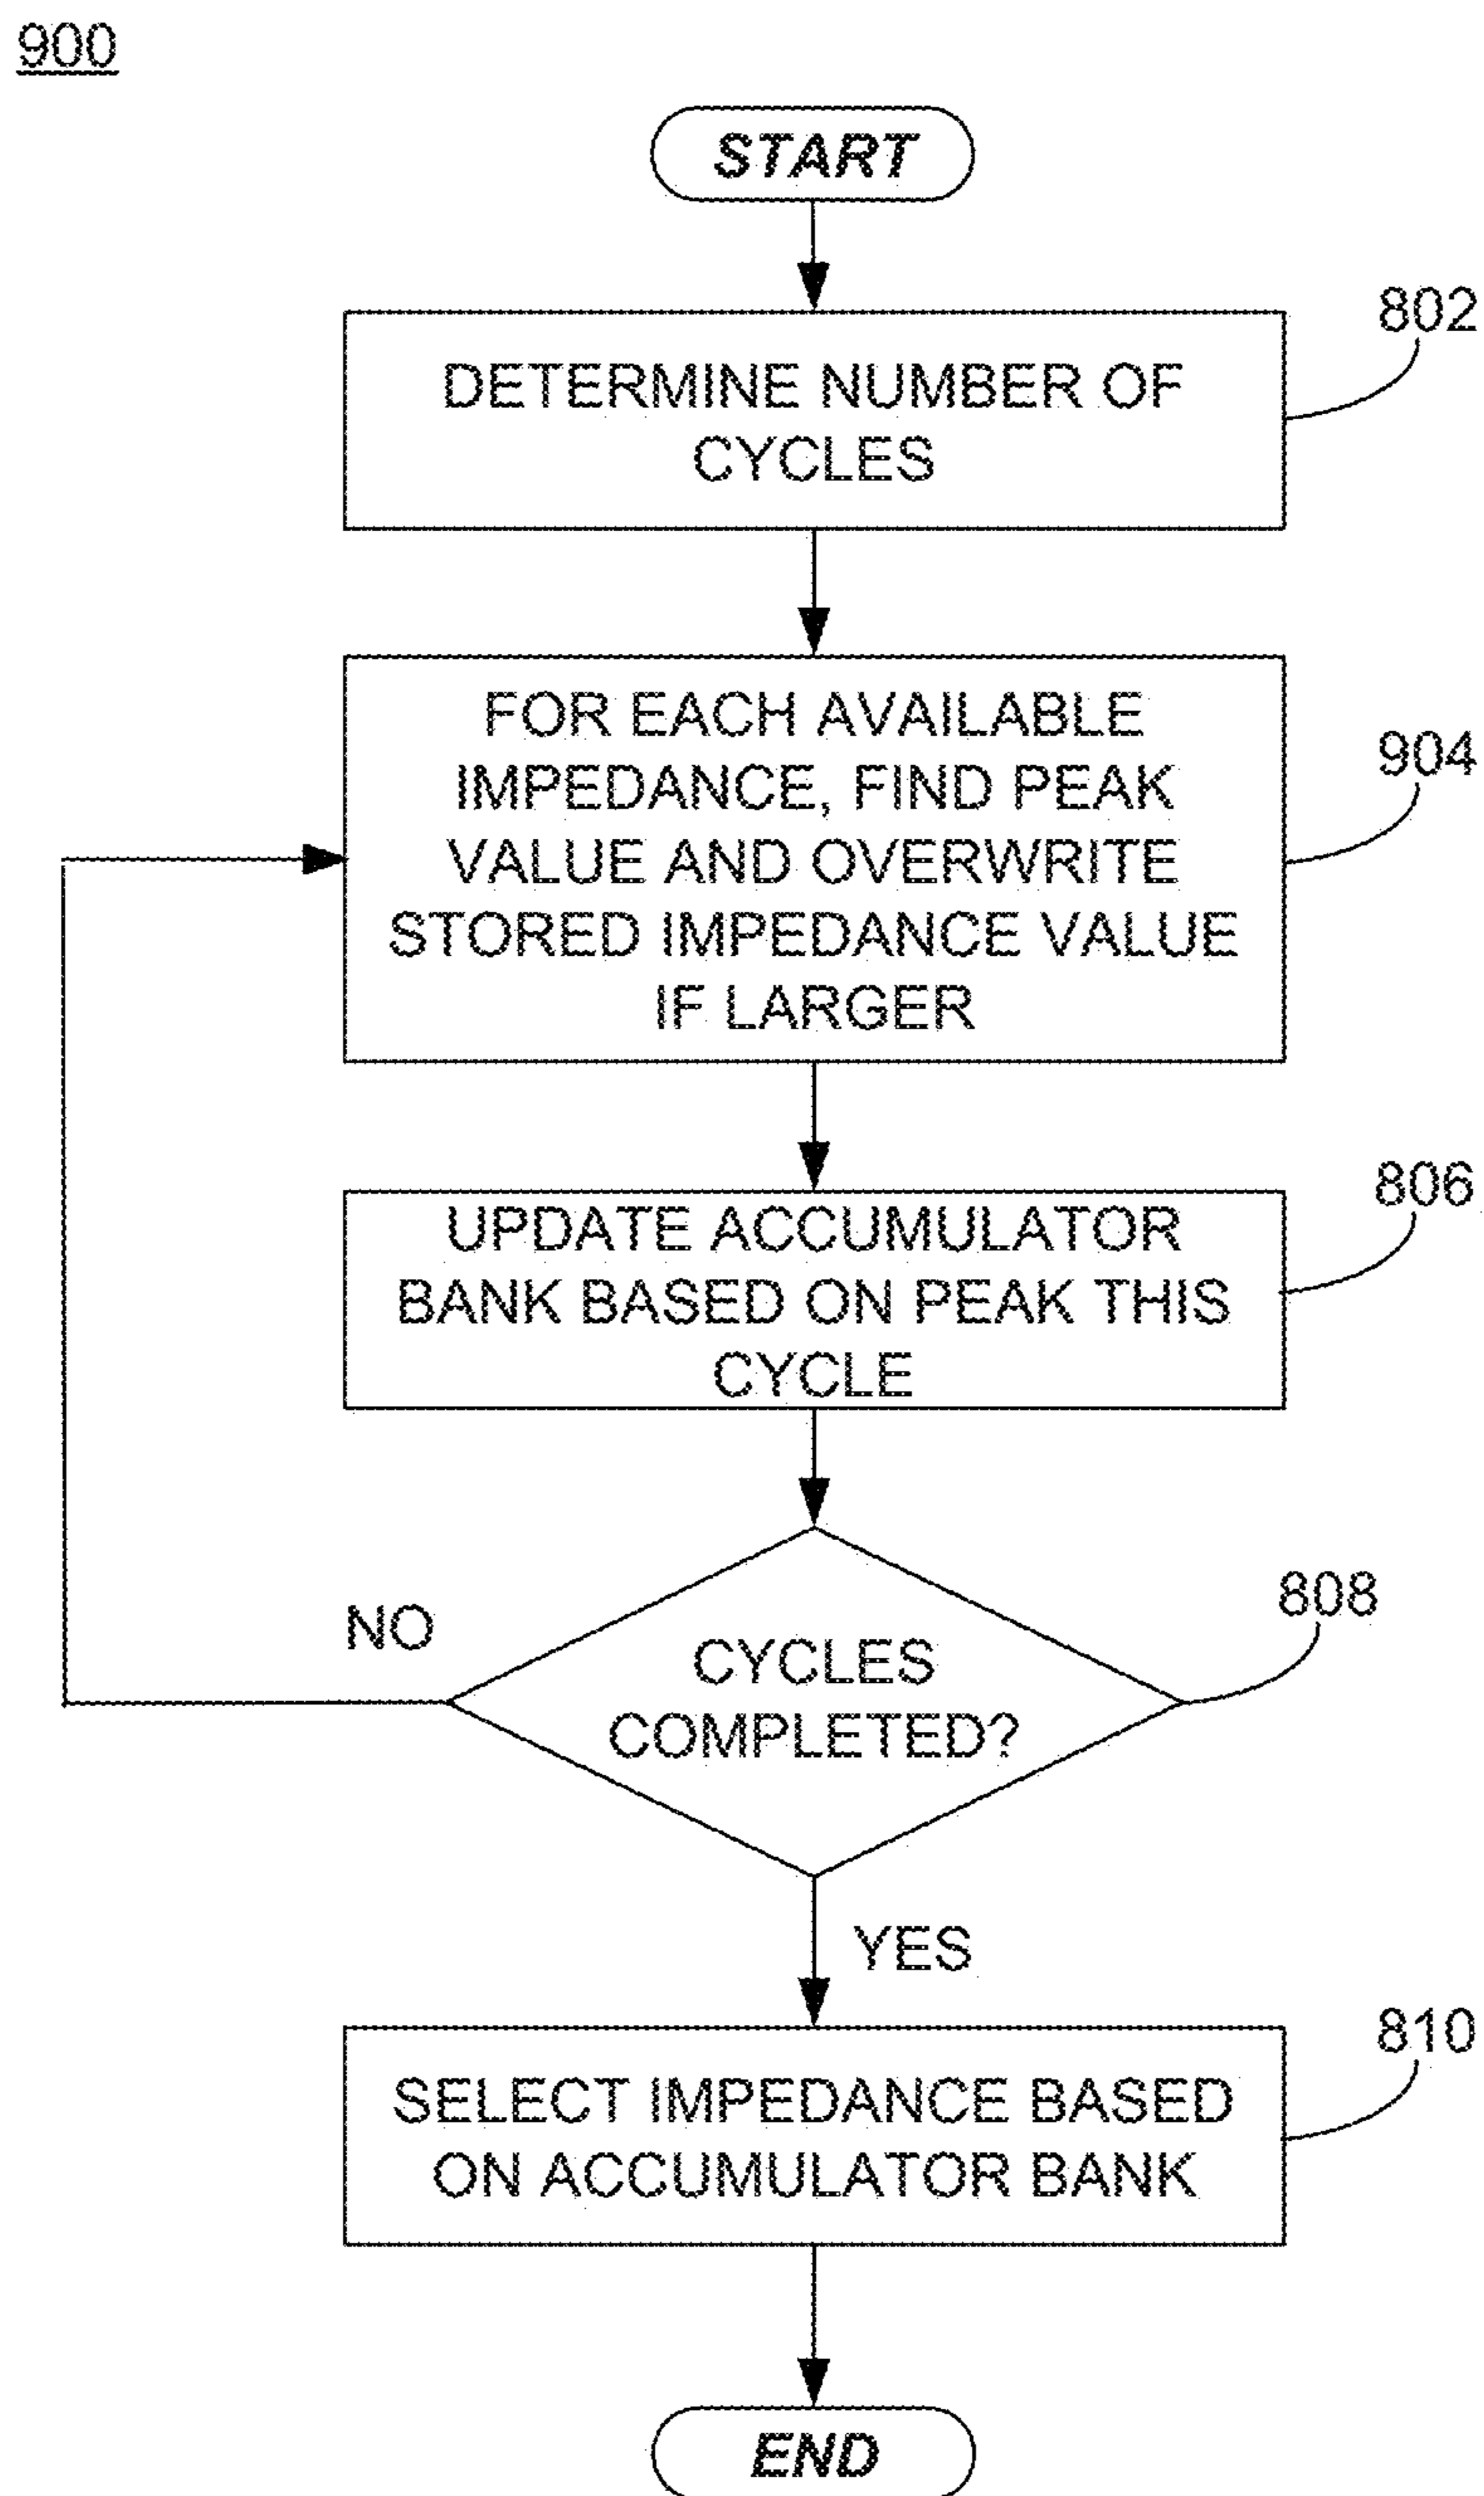 900
START
802
DETERMINE NUMBER OF
CYCLES
FOR EACH AVAILABLE
IMPEDANCE, FIND PEAK
VALUE AND OVERWRITE
STORED IMPEDANCE VALUE
IF LARGER
904
UPDATE ACCUMULATOR
BANK BASED ON PEAK THIS
CYCLE
806
NO
CYCLES
COMPLETED?
808
YES
SELECT IMPEDANCE BASED
ON ACCUMULATOR BANK
810
END